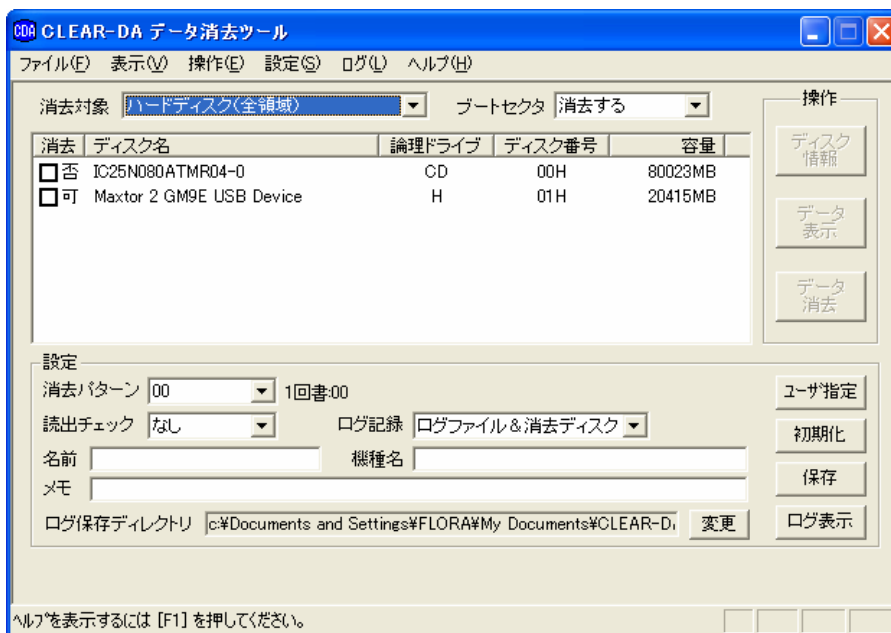 CDA CLEAR-DA データ消去ツール
ファイル(F) 表示(V) 操作(E) 設定(S) ログ(L) ヘルプ(H)
消去対象 ハードディスク(全領域) ブートセクタ 消去する
操作
消去 ディスク名 論理ドライブ ディスク番号 容量
否 IC25N080ATMR04-0 CD 00H 80023MB
可 Maxtor 2 GM9E USB Device H 01H 20415MB
ディスク
情報
データ
表示
データ
消去
設定
消去パターン 00 1回書:00
読出チェック なし ログ記録 ログファイル&消去ディスク
名前 機種名
メモ
ログ保存ディレクトリ c:¥Documents and Settings¥FLORA¥My Documents¥CLEAR-D 変更
ユーザ指定
初期化
保存
ログ表示
ヘルプを表示するには [F1] を押してください。